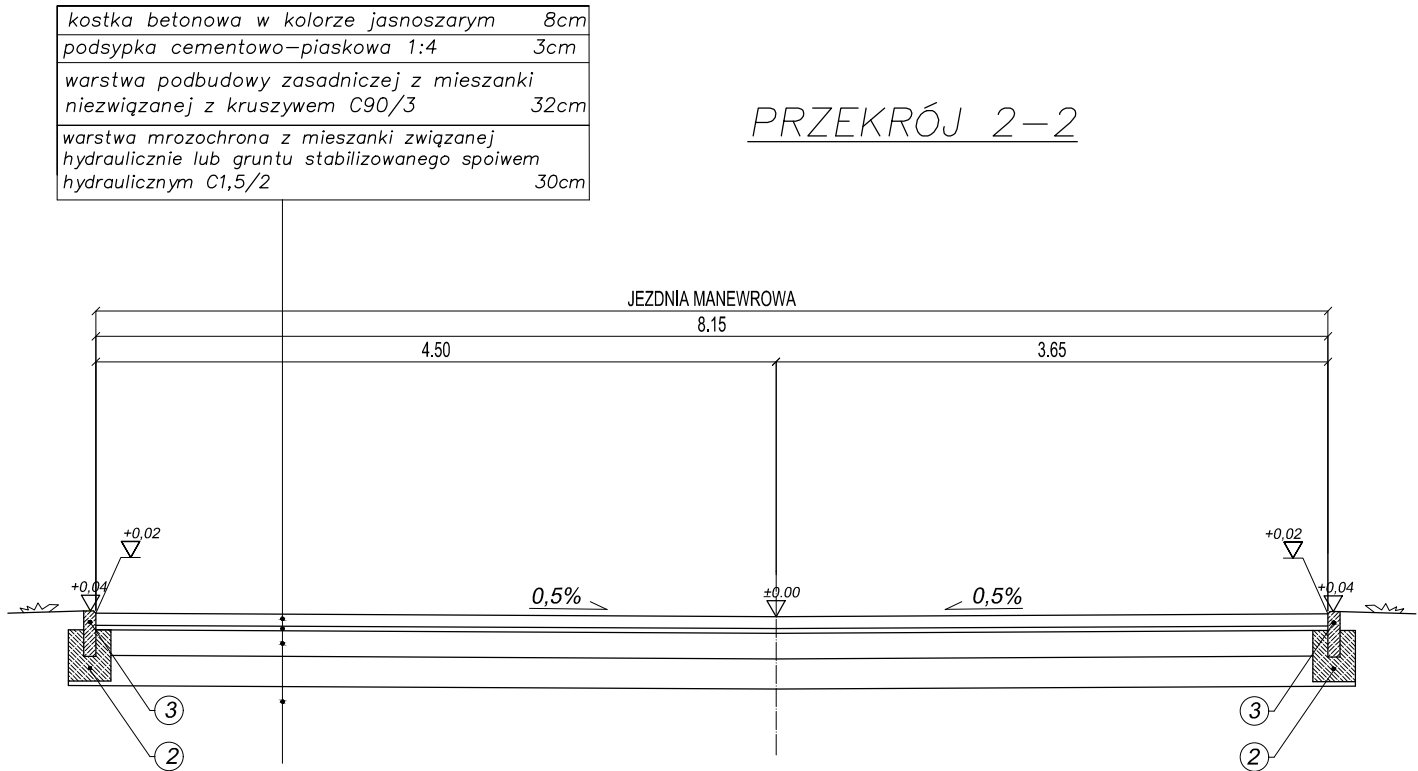 kostka betonowa w kolorze jasnoszarym 8cm
podsypka cementowo-piaskowa 1:4 3cm
warstwa podbudowy zasadniczej z mieszanki
niezwiązanej z kruszywem C90/3 32cm
warstwa mrozochrona z mieszanki związanej
hydraulicznie lub gruntu stabilizowanego spoiwem
hydraulicznym C1,5/2 30cm
PRZEKRÓJ 2-2
JEZDNIA MANEWROWA
8.15
4.50 3.65
+0,02 +0,02
+0,04 0,5% ±0.00 0,5% +0,04
3 3
2 2